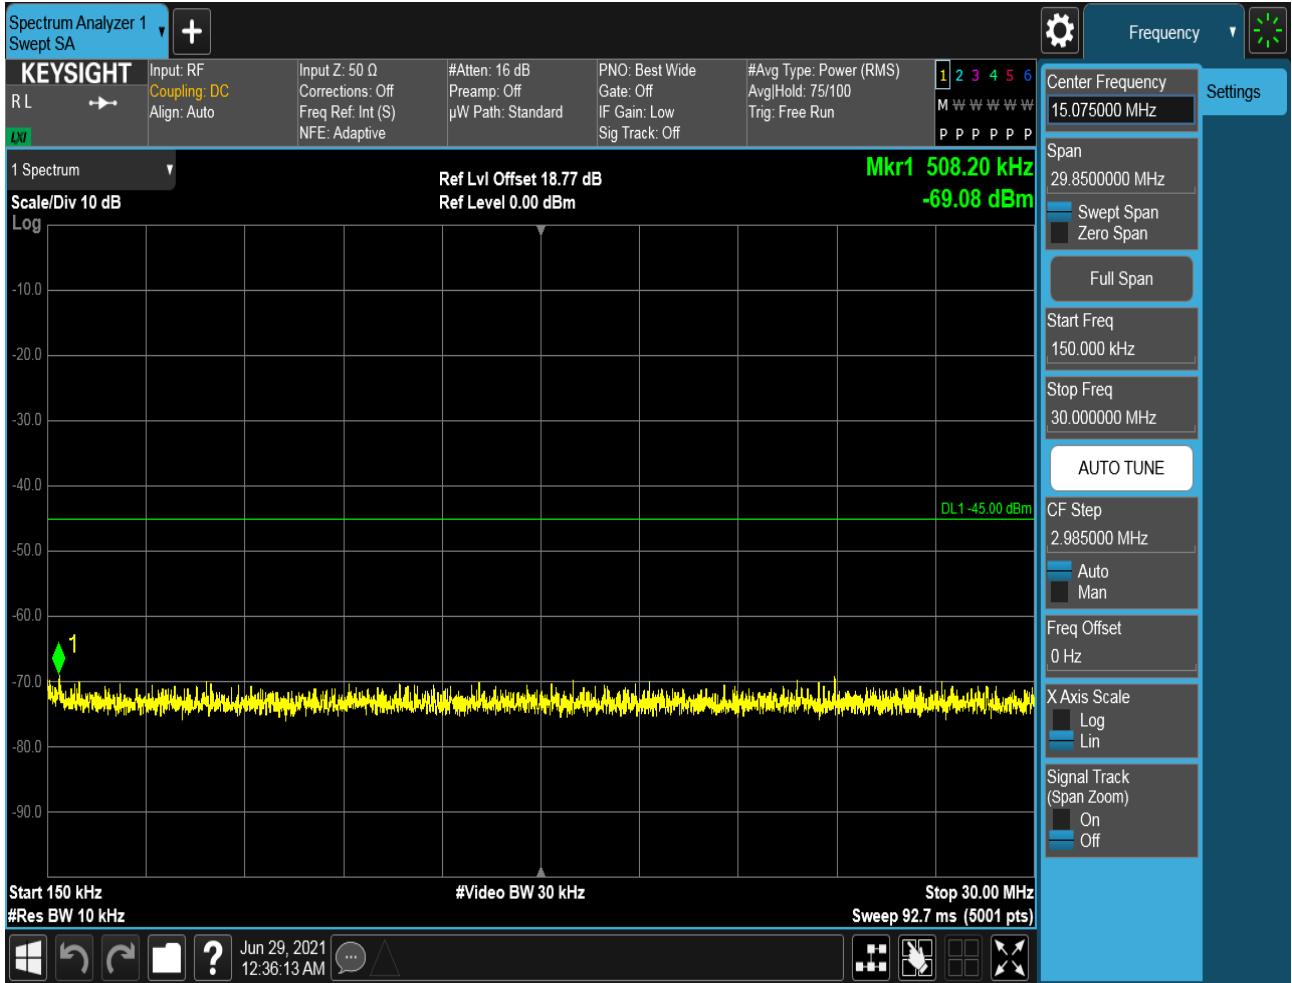 Spectrum Analyzer 1
Swept SA
Frequency
KEYSIGHT
R L
LXI
Input: RF
Coupling: DC
Align: Auto
Input Z: 50 Ω
Corrections: Off
Freq Ref: Int (S)
NFE: Adaptive
#Atten: 16 dB
Preamp: Off
µW Path: Standard
PNO: Best Wide
Gate: Off
IF Gain: Low
Sig Track: Off
#Avg Type: Power (RMS)
Avg|Hold: 75/100
Trig: Free Run
1 2 3 4 5 6
M W W W W W
P P P P P P
1 Spectrum
Scale/Div 10 dB
Log
Ref Lvl Offset 18.77 dB
Ref Level 0.00 dBm
Mkr1 508.20 kHz
-69.08 dBm
-10.0
-20.0
-30.0
-40.0
DL1 -45.00 dBm
-50.0
-60.0
1
-70.0
-80.0
-90.0
Start 150 kHz
#Video BW 30 kHz
Stop 30.00 MHz
#Res BW 10 kHz
Sweep 92.7 ms (5001 pts)
Center Frequency
15.075000 MHz
Settings
Span
29.8500000 MHz
Swept Span
Zero Span
Full Span
Start Freq
150.000 kHz
Stop Freq
30.000000 MHz
AUTO TUNE
CF Step
2.985000 MHz
Auto
Man
Freq Offset
0 Hz
X Axis Scale
Log
Lin
Signal Track
(Span Zoom)
On
Off
?
Jun 29, 2021
12:36:13 AM